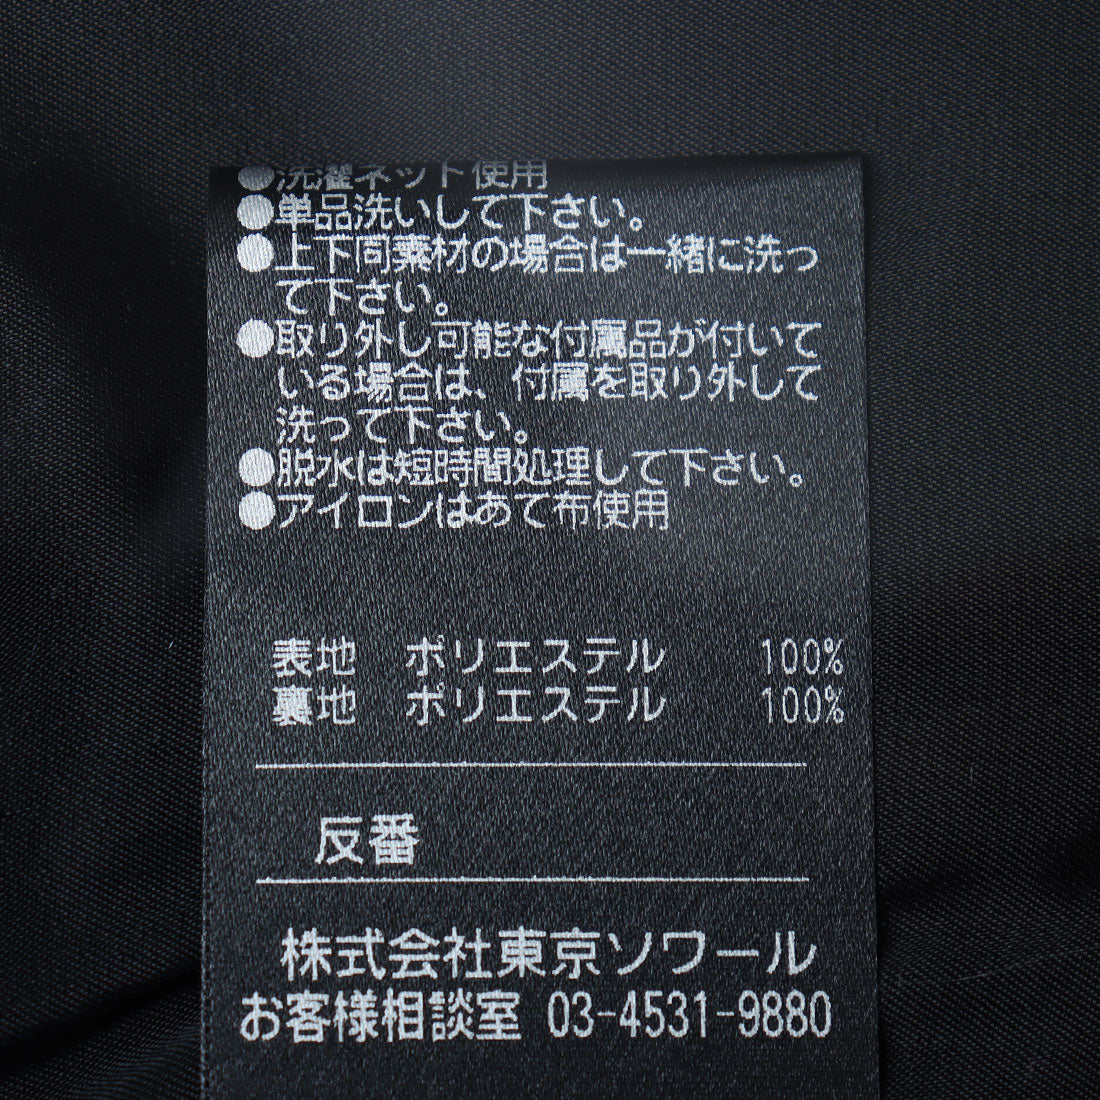 ●洗濯ネット使用
●単品洗いして下さい。
●上下同素材の場合は一緒に洗っ
て下さい。
●取り外し可能な付属品が付いて
いる場合は、付属を取り外して
洗って下さい。
●脱水は短時間処理して下さい。
●アイロンはあて布使用
表地 ポリエステル 100%
裏地 ポリエステル 100%
反番
株式会社東京ソワール
お客様相談室 03-4531-9880